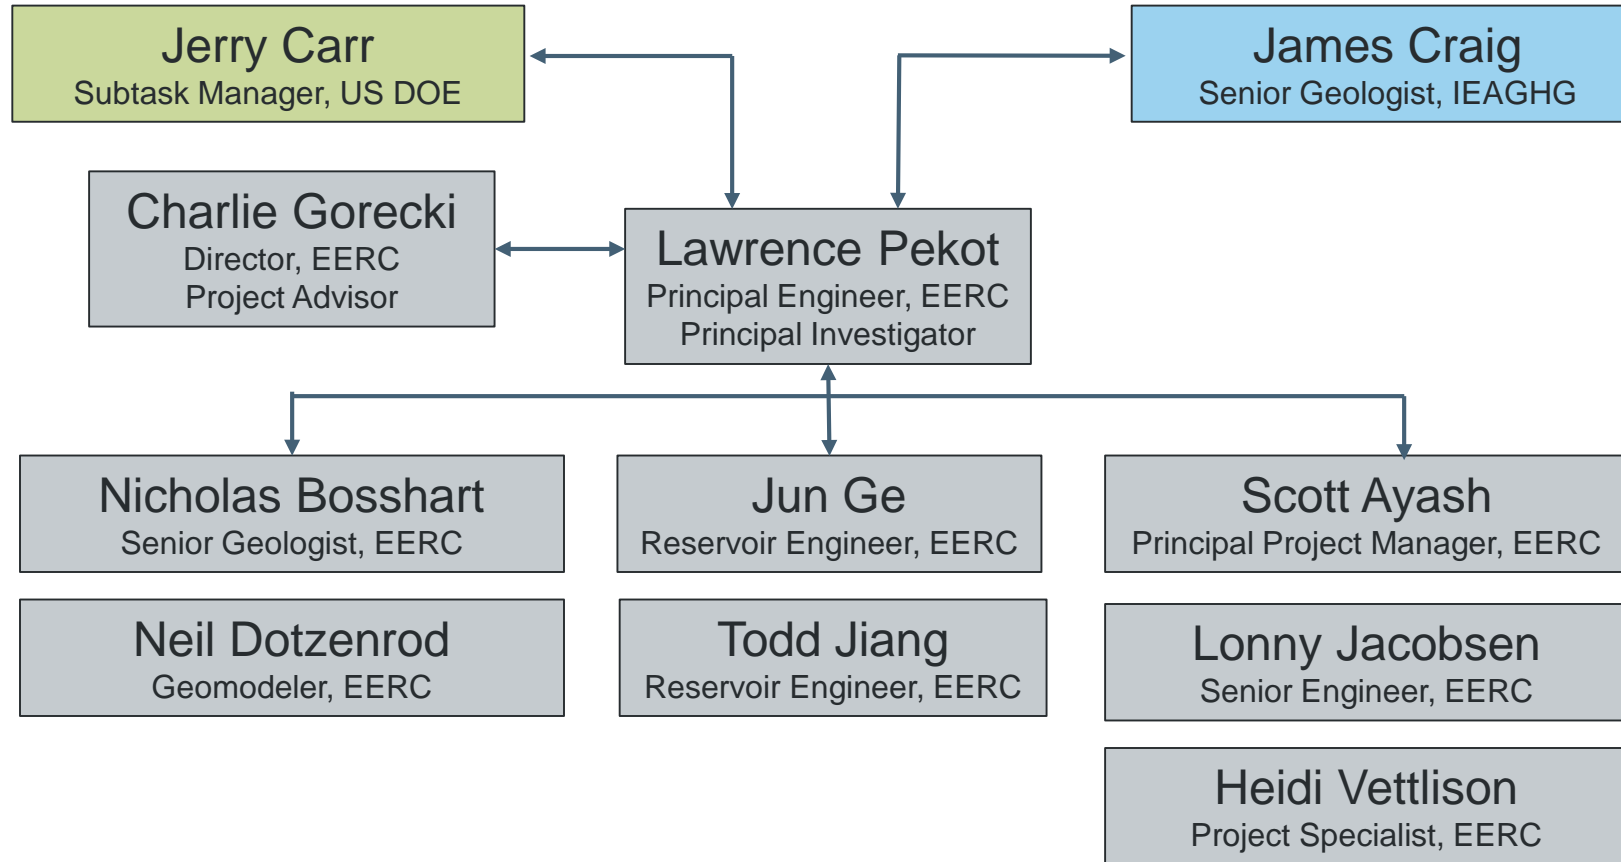 Jerry Carr
Subtask Manager, US DOE
James Craig
Senior Geologist, IEAGHG
Charlie Gorecki
Director, EERC
Project Advisor
Lawrence Pekot
Principal Engineer, EERC
Principal Investigator
Nicholas Bosshart
Senior Geologist, EERC
Jun Ge
Reservoir Engineer, EERC
Scott Ayash
Principal Project Manager, EERC
Neil Dotzenrod
Geomodeler, EERC
Todd Jiang
Reservoir Engineer, EERC
Lonny Jacobsen
Senior Engineer, EERC
Heidi Vettlison
Project Specialist, EERC